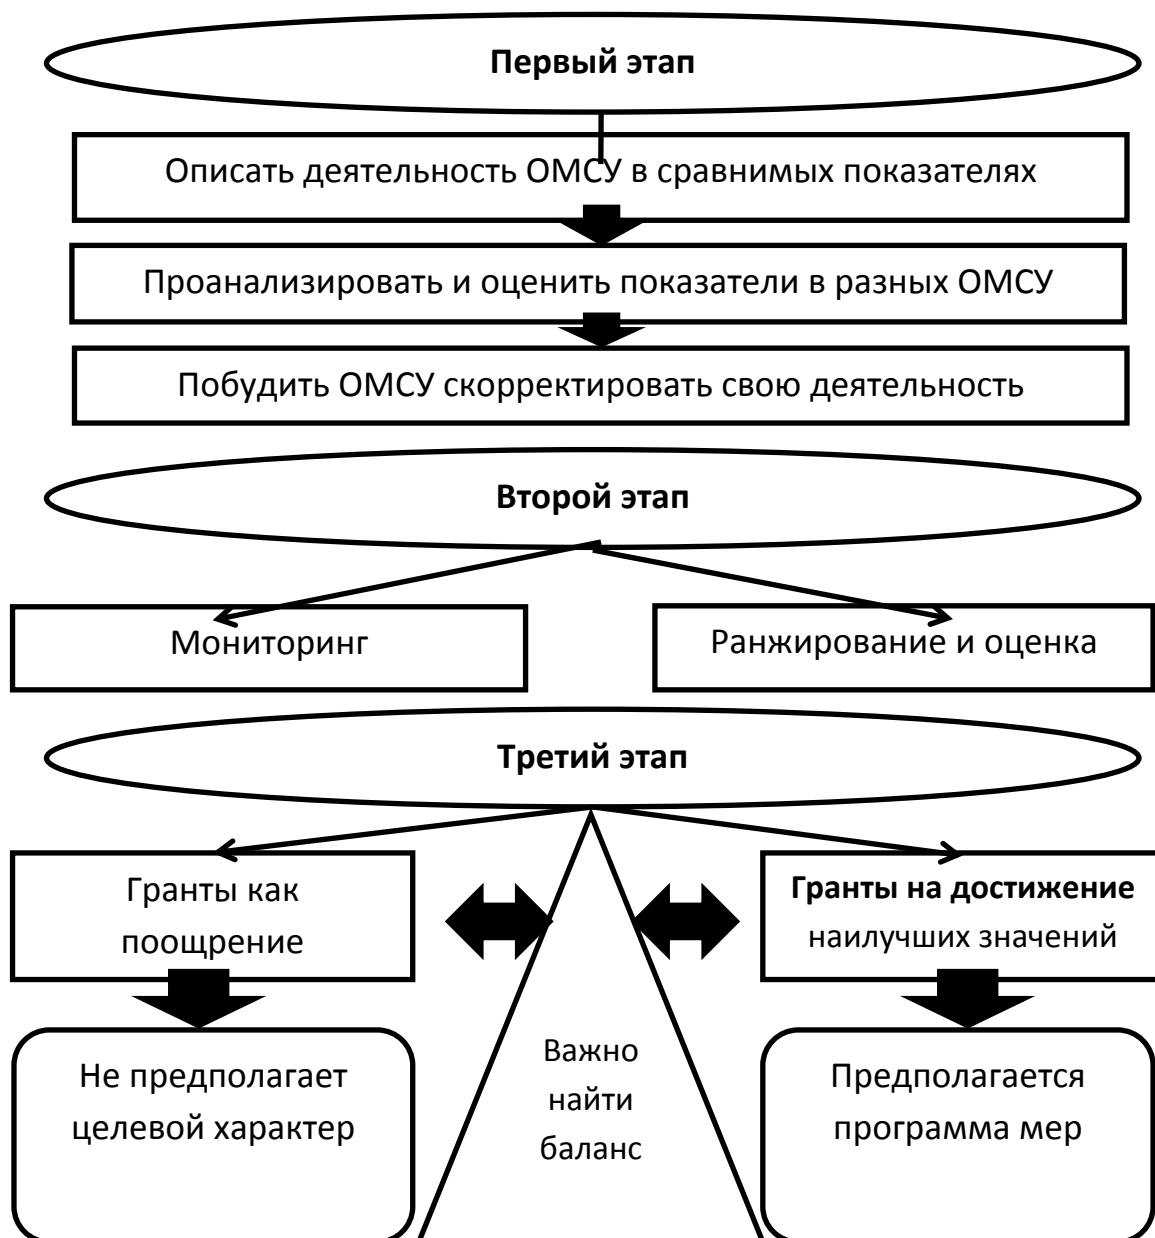 Первый этап
Описать деятельность ОМСУ в сравнимых показателях
Проанализировать и оценить показатели в разных ОМСУ
Побудить ОМСУ скорректировать свою деятельность
Второй этап
Мониторинг
Ранжирование и оценка
Третий этап
Гранты как
поощрение
Гранты на достижение
наилучших значений
Не предполагает
целевой характер
Важно
найти
баланс
Предполагается
программа мер